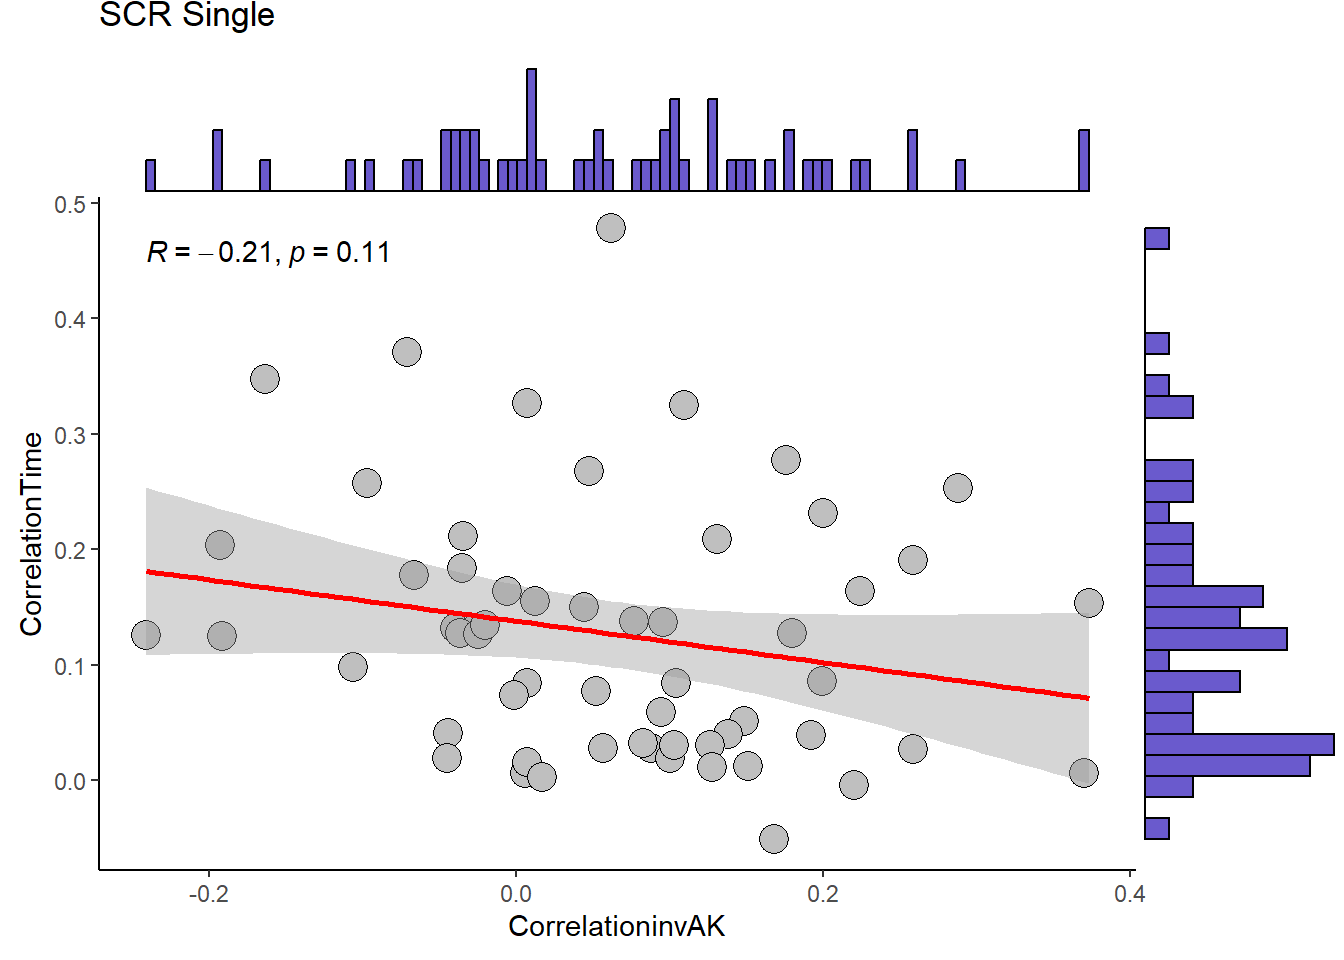 SCR Single
R = −0.21, p = 0.11
0.5
0.4
0.3
0.2
0.1
0.0
CorrelationTime
-0.2
0.0
0.2
0.4
CorrelationinvAK